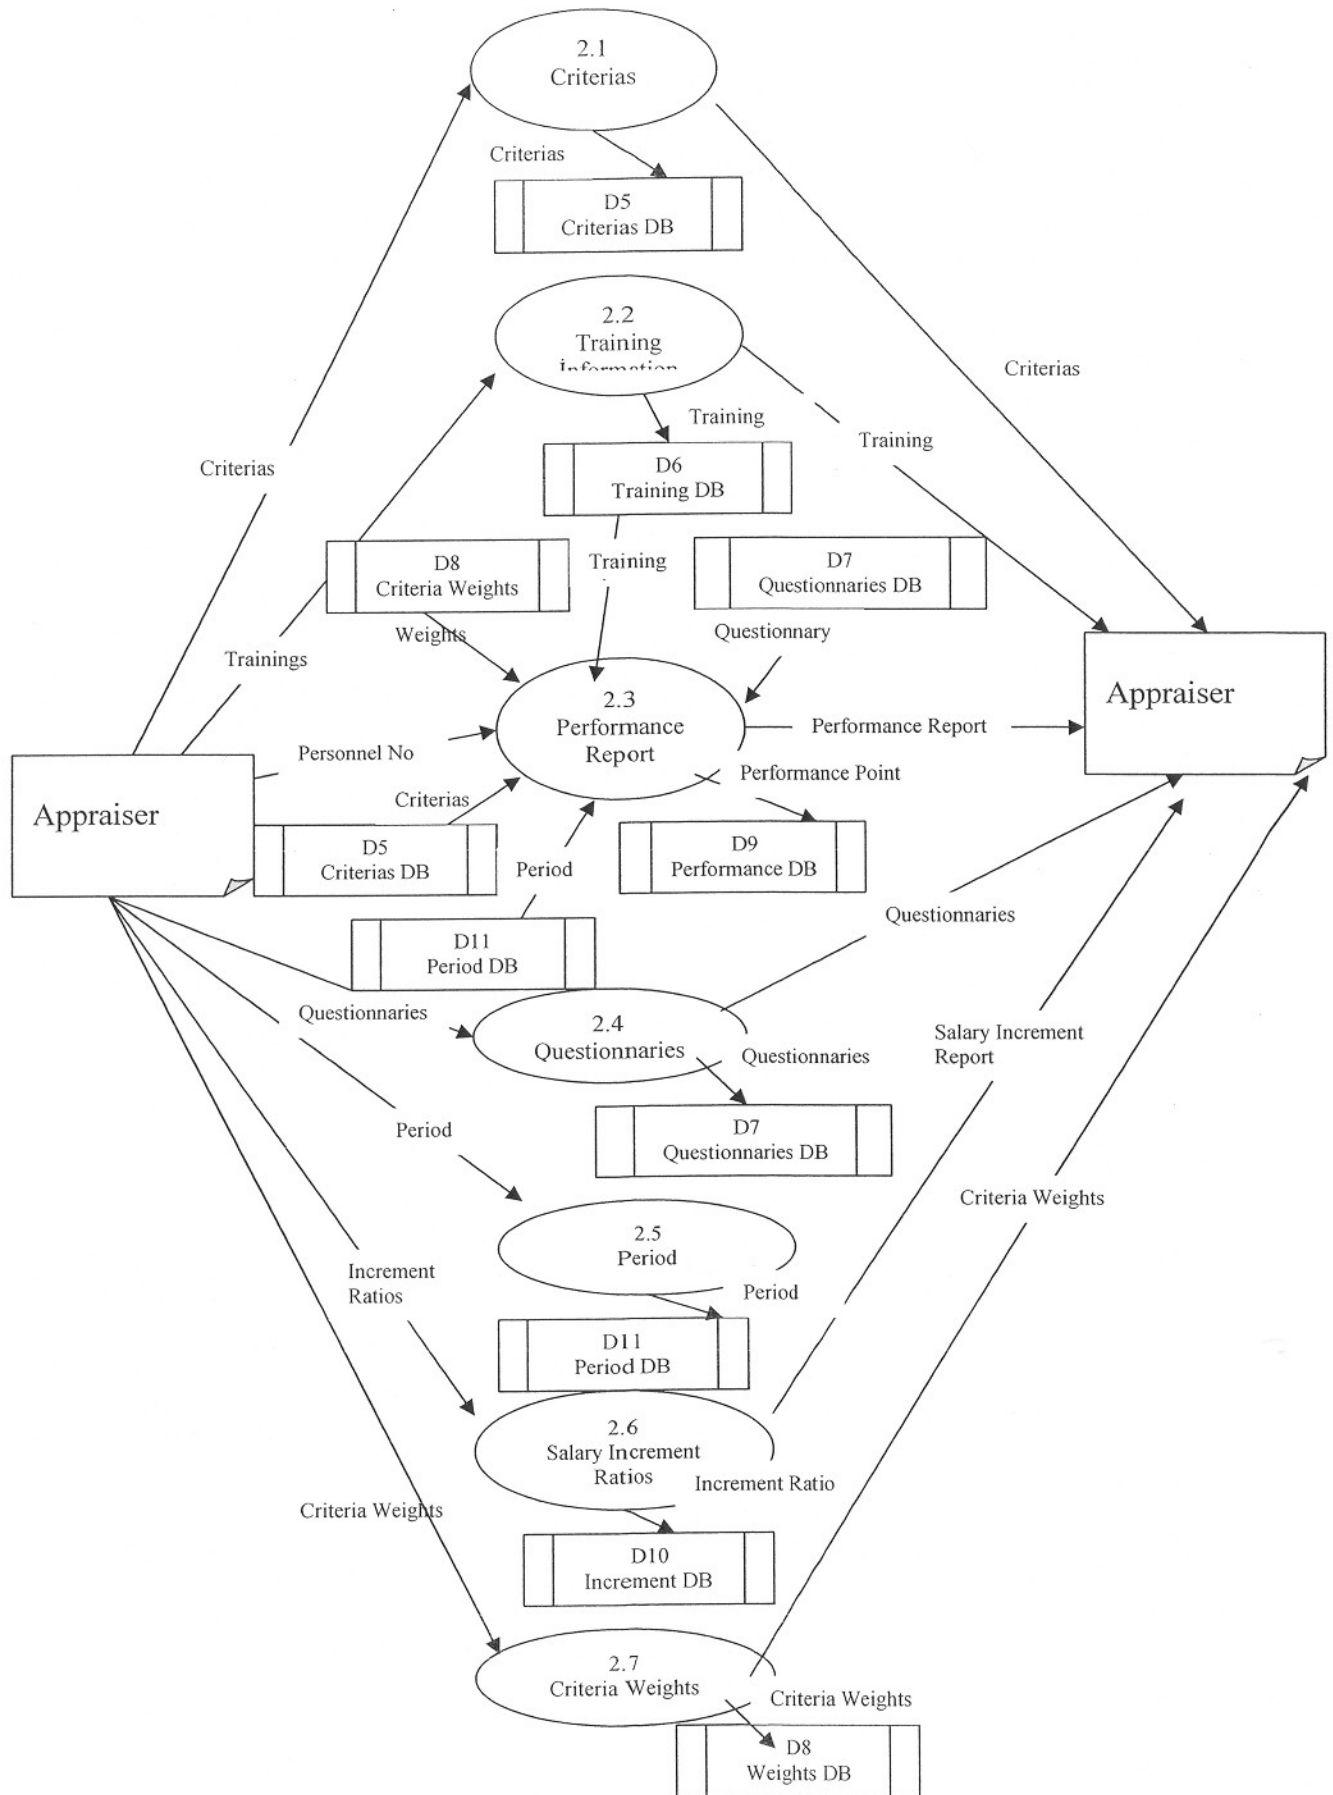 2.1
Criterias
Criterias
D5
Criterias DB
2.2
Training
İnformation
Criterias
Training
Training
Criterias
D6
Training DB
D8
Criteria Weights
Training
D7
Questionnaries DB
Weights
Questionnary
Trainings
2.3
Performance
Report
Appraiser
Performance Report
Personnel No
Performance Point
Criterias
Appraiser
D5
Criterias DB
Period
D9
Performance DB
Questionnaries
D11
Period DB
Questionnaries
2.4
Questionnaries
Questionnaries
Salary Increment
Report
Period
D7
Questionnaries DB
Criteria Weights
2.5
Period
Increment
Ratios
Period
D11
Period DB
2.6
Salary Increment
Ratios
Increment Ratio
Criteria Weights
D10
Increment DB
2.7
Criteria Weights
Criteria Weights
D8
Weights DB